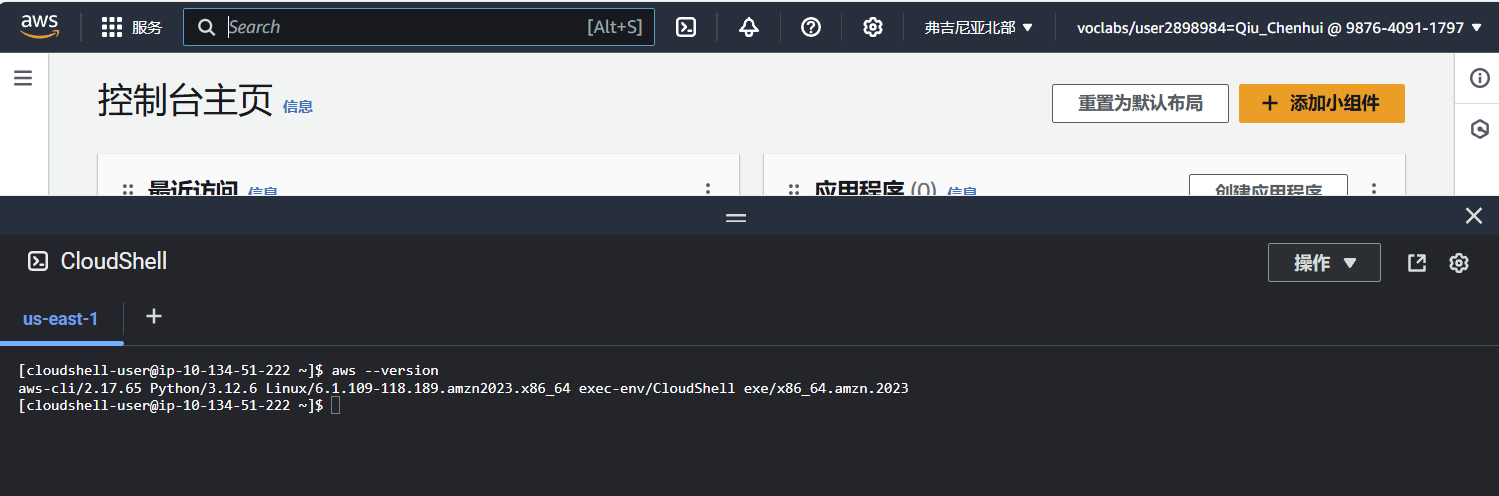 aws 服务 Search [Alt+S] 弗吉尼亚北部 voclabs/user2898984=Qiu_Chenhui @ 9876-4091-1797
控制台主页 信息 重置为默认布局 + 添加小组件
最近访问 信息 应用程序 (0) 信息 创建应用程序
CloudShell 操作
us-east-1 +
[cloudshell-user@ip-10-134-51-222 ~]$ aws --version
aws-cli/2.17.65 Python/3.12.6 Linux/6.1.109-118.189.amzn2023.x86_64 exec-env/CloudShell exe/x86_64.amzn.2023
[cloudshell-user@ip-10-134-51-222 ~]$